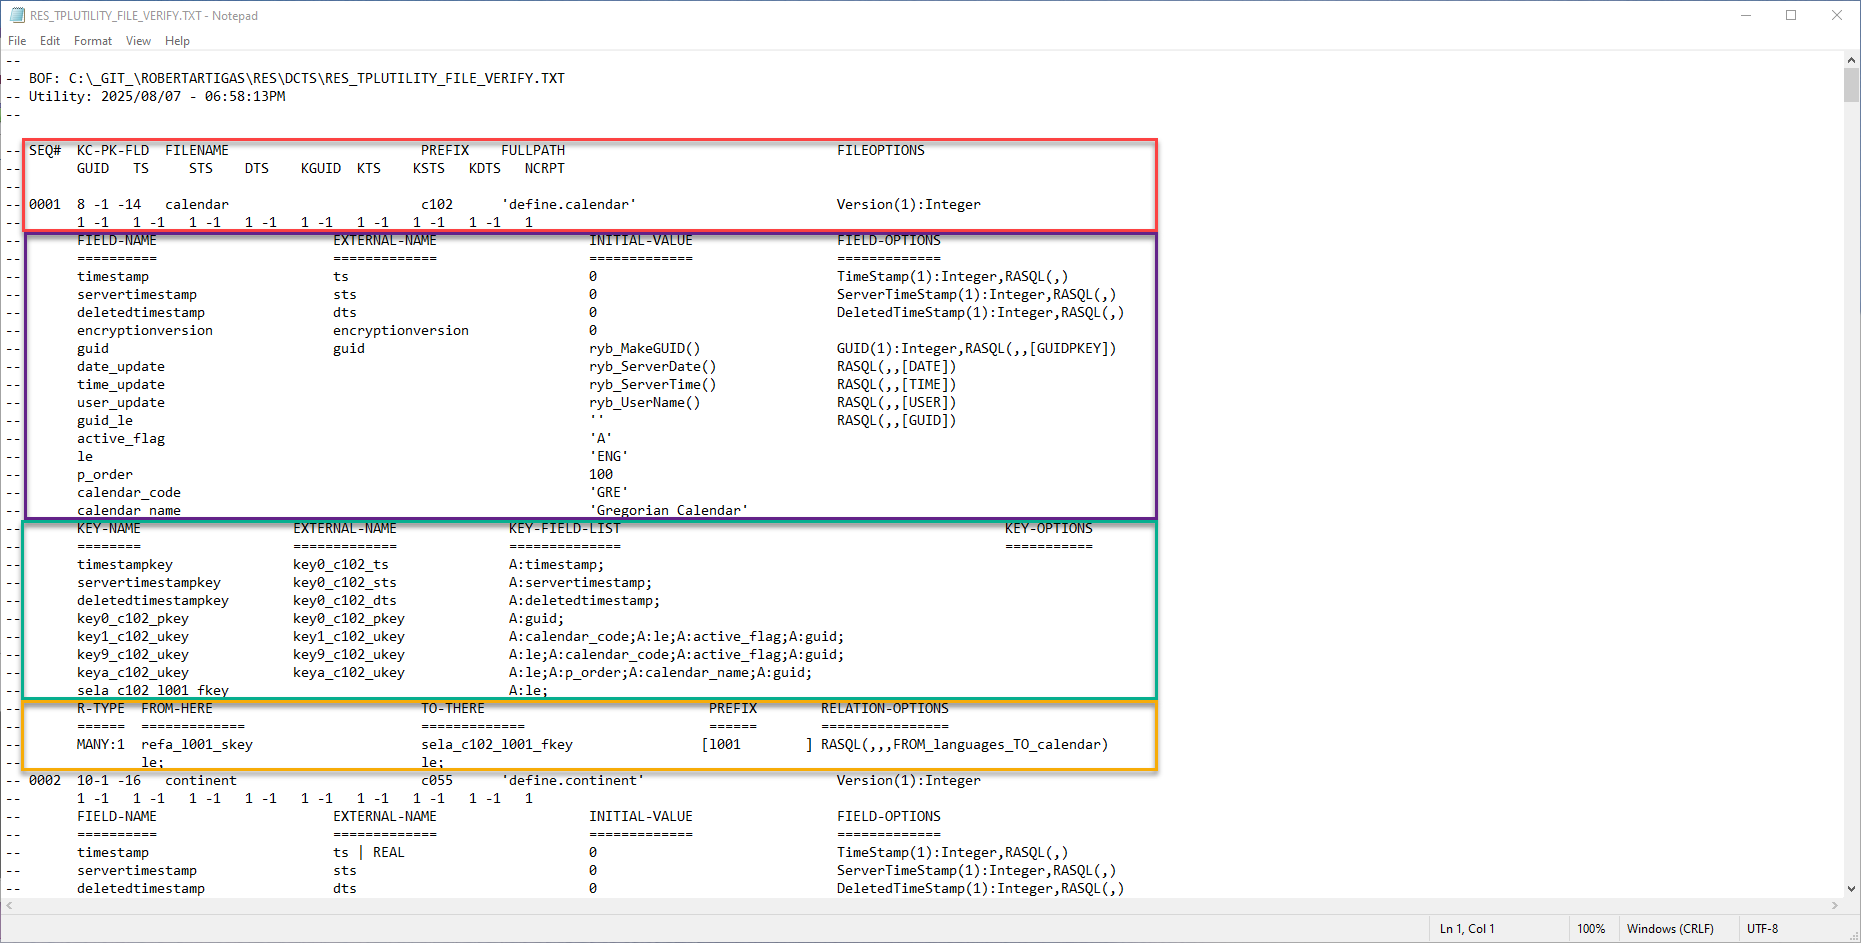 RES_TPLUTILITY_FILE_VERIFY.TXT - Notepad
File Edit Format View Help
--
-- BOF: C:\_GIT_\ROBERTARTIGAS\RES\DCTS\RES_TPLUTILITY_FILE_VERIFY.TXT
-- Utility: 2025/08/07 - 06:58:13PM
--
-- SEQ# KC-PK-FLD FILENAME PREFIX FULLPATH FILEOPTIONS
-- GUID TS STS DTS KGUID KTS KSTS KDTS NCRPT
--
-- 0001 8 -1 -14 calendar c102 'define.calendar' Version(1):Integer
-- 1 -1 1 -1 1 -1 1 -1 1 -1 1 -1 1 -1 1 -1 1
-- FIELD-NAME EXTERNAL-NAME INITIAL-VALUE FIELD-OPTIONS
-- ========== ============= ============= =============
-- timestamp ts 0 TimeStamp(1):Integer,RASQL(,)
-- servertimestamp sts 0 ServerTimeStamp(1):Integer,RASQL(,)
-- deletedtimestamp dts 0 DeletedTimeStamp(1):Integer,RASQL(,)
-- encryptionversion encryptionversion 0
-- guid guid ryb_MakeGUID() GUID(1):Integer,RASQL(,,[GUIDPKEY])
-- date_update ryb_ServerDate() RASQL(,,[DATE])
-- time_update ryb_ServerTime() RASQL(,,[TIME])
-- user_update ryb_UserName() RASQL(,,[USER])
-- guid_le '' RASQL(,,[GUID])
-- active_flag 'A'
-- le 'ENG'
-- p_order 100
-- calendar_code 'GRE'
-- calendar_name 'Gregorian Calendar'
-- KEY-NAME EXTERNAL-NAME KEY-FIELD-LIST KEY-OPTIONS
-- ======== ============= ============== ===========
-- timestampkey key0_c102_ts A:timestamp;
-- servertimestampkey key0_c102_sts A:servertimestamp;
-- deletedtimestampkey key0_c102_dts A:deletedtimestamp;
-- key0_c102_pkey key0_c102_pkey A:guid;
-- key1_c102_ukey key1_c102_ukey A:calendar_code;A:le;A:active_flag;A:guid;
-- key9_c102_ukey key9_c102_ukey A:le;A:calendar_code;A:active_flag;A:guid;
-- keya_c102_ukey keya_c102_ukey A:le;A:p_order;A:calendar_name;A:guid;
-- sela_c102_l001_fkey A:le;
-- R-TYPE FROM-HERE TO-THERE PREFIX RELATION-OPTIONS
-- ====== ============= ============= ====== ================
-- MANY:1 refa_l001_skey sela_c102_l001_fkey [l001 ] RASQL(,,,FROM_languages_TO_calendar)
-- le; le;
-- 0002 10-1 -16 continent c055 'define.continent' Version(1):Integer
-- 1 -1 1 -1 1 -1 1 -1 1 -1 1 -1 1 -1 1 -1 1
-- FIELD-NAME EXTERNAL-NAME INITIAL-VALUE FIELD-OPTIONS
-- ========== ============= ============= =============
-- timestamp ts | REAL 0 TimeStamp(1):Integer,RASQL(,)
-- servertimestamp sts 0 ServerTimeStamp(1):Integer,RASQL(,)
-- deletedtimestamp dts 0 DeletedTimeStamp(1):Integer,RASQL(,)
Ln 1, Col 1 100% Windows (CRLF) UTF-8